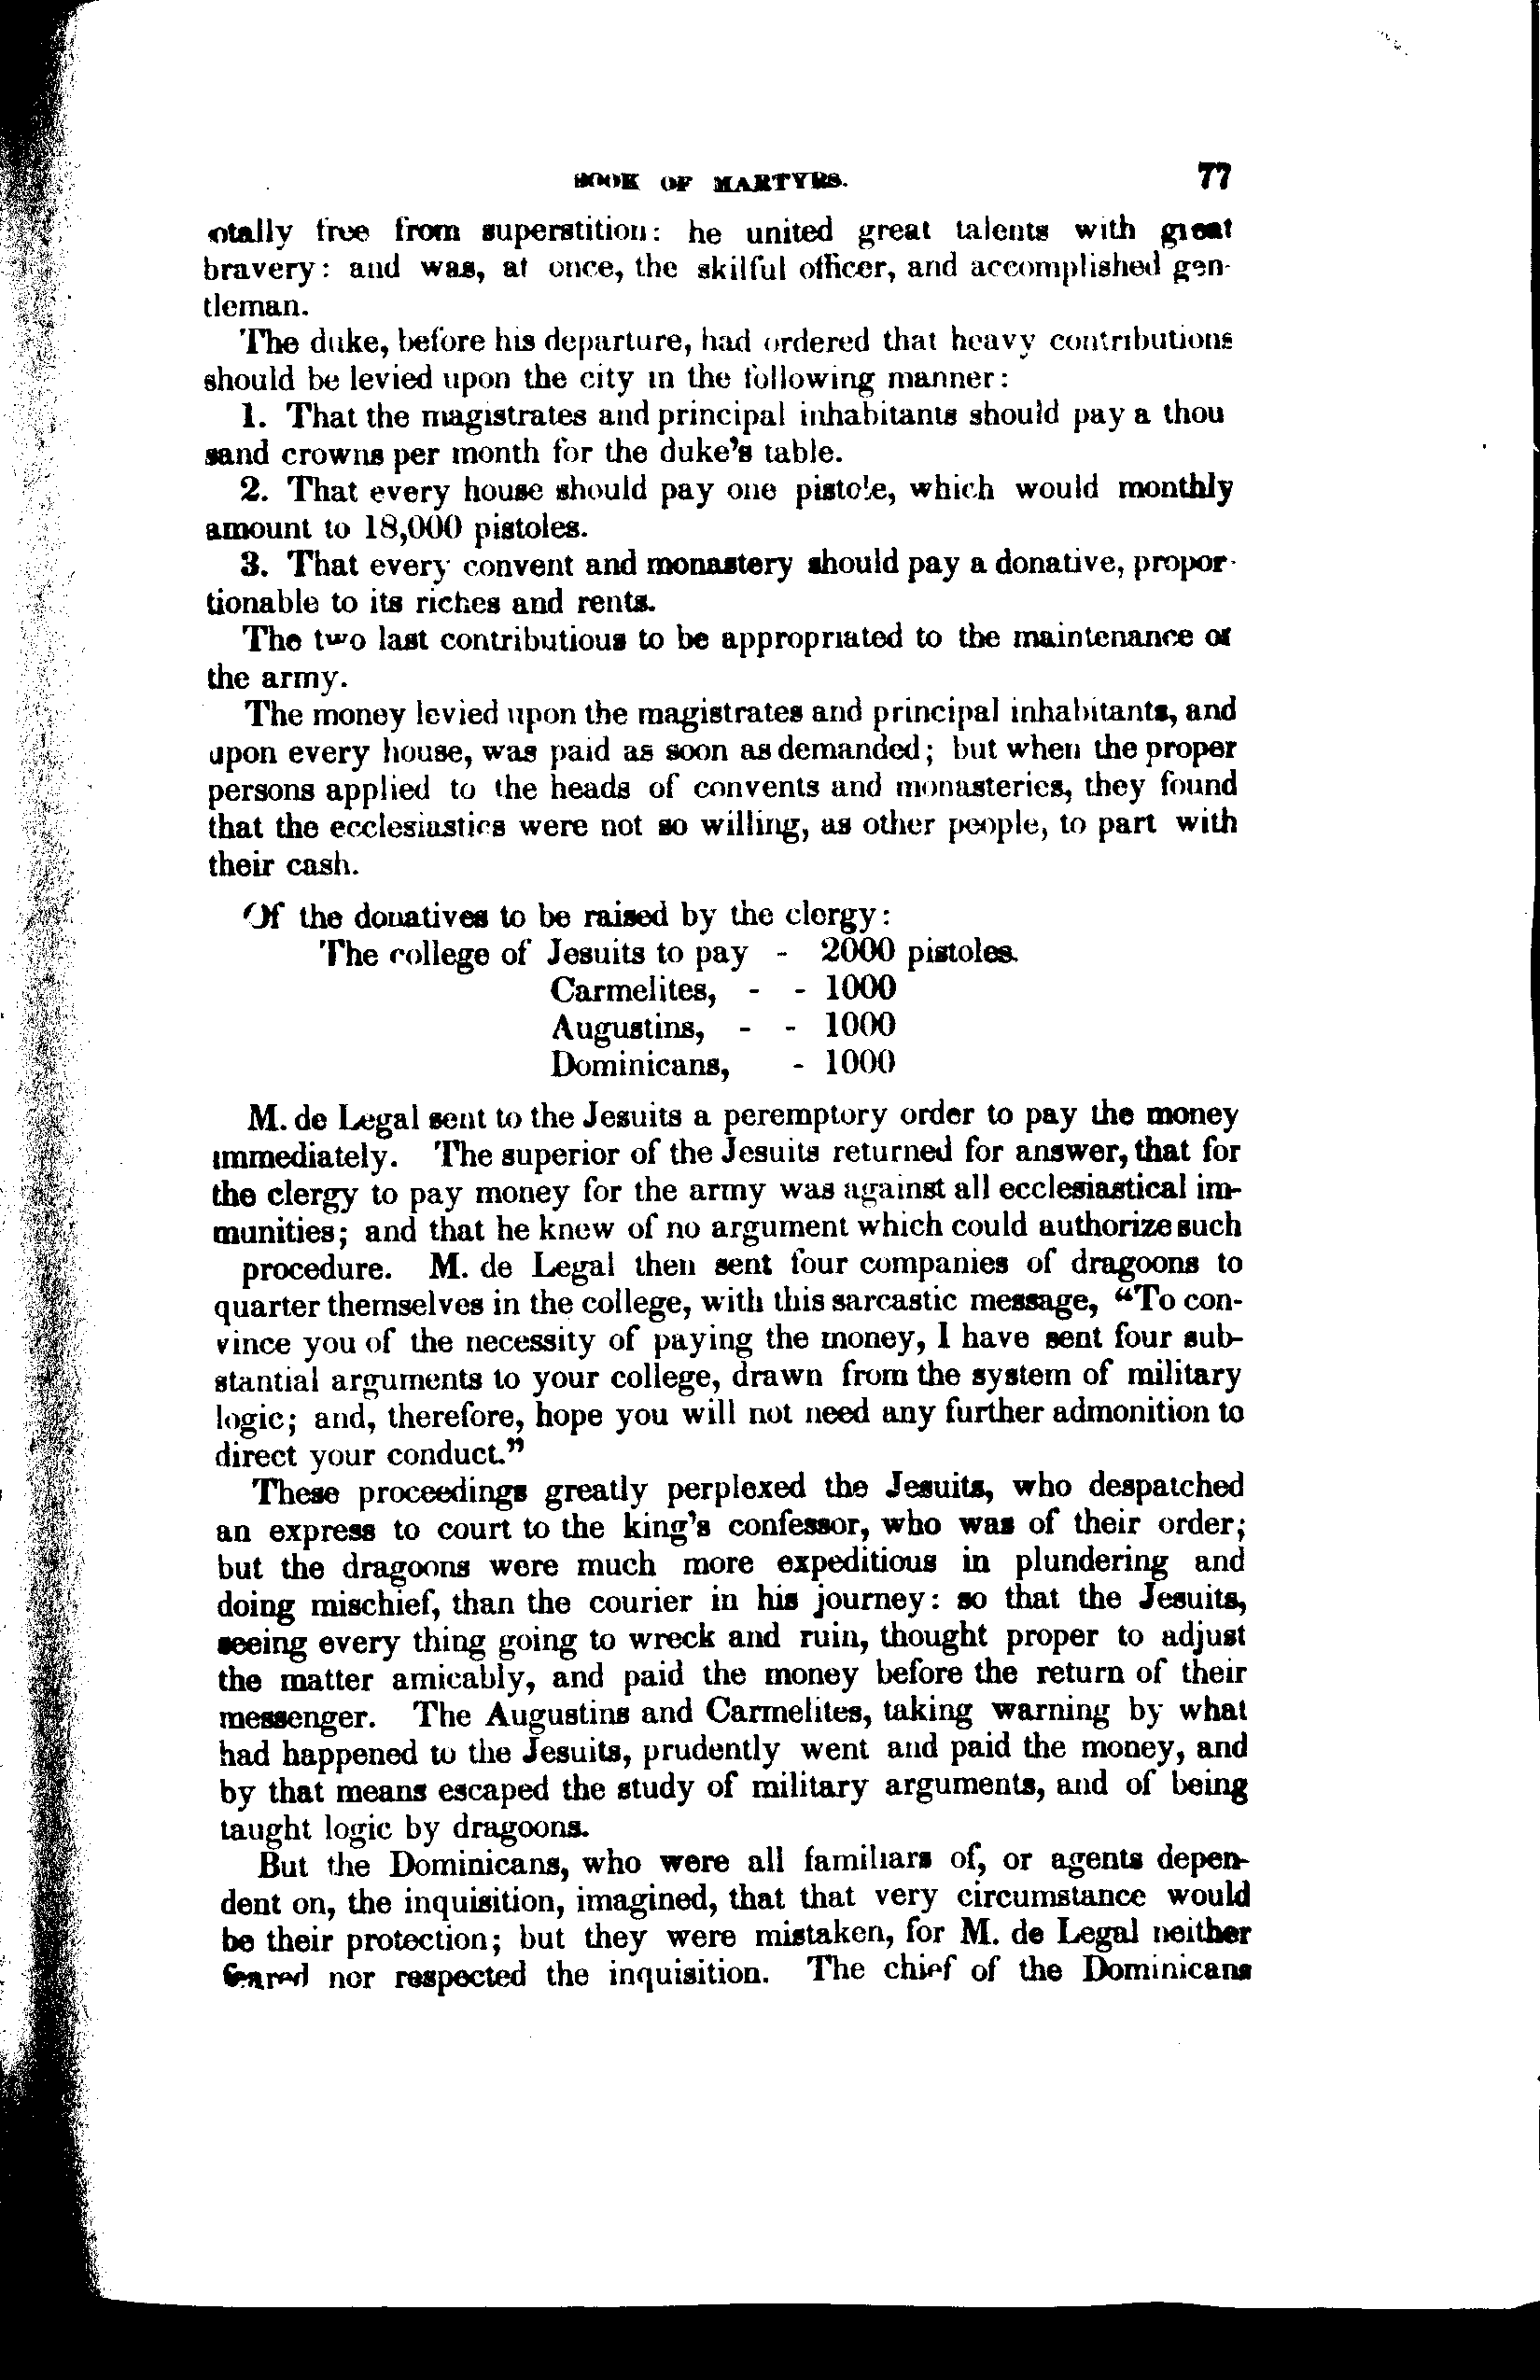 BOOK OF MARTYRS. 77
otally free from superstition: he united great talents with great
bravery: and was, at once, the skilful officer, and accomplished gen-
tleman.
The duke, before his departure, had ordered that heavy contributions
should be levied upon the city in the following manner:
1. That the magistrates and principal inhabitants should pay a thou
sand crowns per month for the duke's table.
2. That every house should pay one pistole, which would monthly
amount to 18,000 pistoles.
3. That every convent and monastery should pay a donative, propor-
tionable to its riches and rents.
The two last contributions to be appropriated to the maintenance of
the army.
The money levied upon the magistrates and principal inhabitants, and
upon every house, was paid as soon as demanded; but when the proper
persons applied to the heads of convents and monasteries, they found
that the ecclesiastics were not so willing, as other people, to part with
their cash.
Of the donatives to be raised by the clergy:
The college of Jesuits to pay - 2000 pistoles.
Carmelites, - - 1000
Augustins, - - 1000
Dominicans, - 1000
M. de Legal sent to the Jesuits a peremptory order to pay the money
immediately. The superior of the Jesuits returned for answer, that for
the clergy to pay money for the army was against all ecclesiastical im-
munities; and that he knew of no argument which could authorize such
procedure. M. de Legal then sent four companies of dragoons to
quarter themselves in the college, with this sarcastic message, "To con-
vince you of the necessity of paying the money, I have sent four sub-
stantial arguments to your college, drawn from the system of military
logic; and, therefore, hope you will not need any further admonition to
direct your conduct."
These proceedings greatly perplexed the Jesuits, who despatched
an express to court to the king's confessor, who was of their order;
but the dragoons were much more expeditious in plundering and
doing mischief, than the courier in his journey: so that the Jesuits,
seeing every thing going to wreck and ruin, thought proper to adjust
the matter amicably, and paid the money before the return of their
messenger. The Augustins and Carmelites, taking warning by what
had happened to the Jesuits, prudently went and paid the money, and
by that means escaped the study of military arguments, and of being
taught logic by dragoons.
But the Dominicans, who were all familiars of, or agents depen-
dent on, the inquisition, imagined, that that very circumstance would
be their protection; but they were mistaken, for M. de Legal neither
feared nor respected the inquisition. The chief of the Dominicans